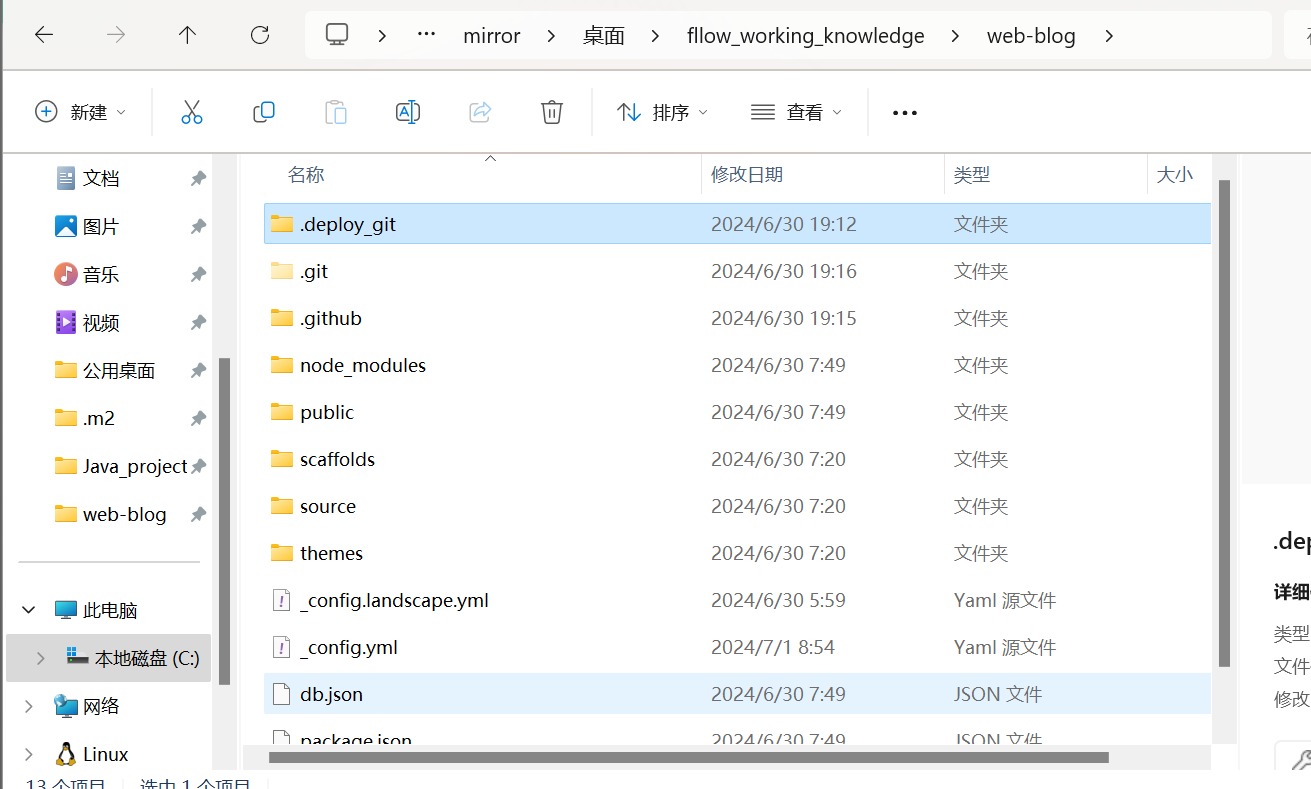 … mirror > 桌面 > fllow_working_knowledge > web-blog >
新建 排序 查看
文档
图片
音乐
视频
公用桌面
.m2
Java_project
web-blog
此电脑
本地磁盘 (C:)
网络
Linux
名称 修改日期 类型 大小
.deploy_git 2024/6/30 19:12 文件夹
.git 2024/6/30 19:16 文件夹
.github 2024/6/30 19:15 文件夹
node_modules 2024/6/30 7:49 文件夹
public 2024/6/30 7:49 文件夹
scaffolds 2024/6/30 7:20 文件夹
source 2024/6/30 7:20 文件夹
themes 2024/6/30 7:20 文件夹
_config.landscape.yml 2024/6/30 5:59 Yaml 源文件
_config.yml 2024/7/1 8:54 Yaml 源文件
db.json 2024/6/30 7:49 JSON 文件
package.json 2024/6/30 7:49 JSON 文件
.dep
详细
类型
文件
修改
13 个项目 选中 1 个项目